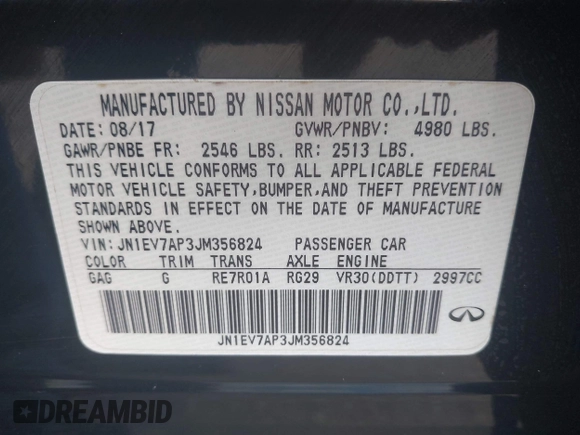 MANUFACTURED BY NISSAN MOTOR CO.,LTD.
DATE: 08/17 GVWR/PNBV: 4980 LBS.
GAWR/PNBE FR: 2546 LBS. RR: 2513 LBS.
THIS VEHICLE CONFORMS TO ALL APPLICABLE FEDERAL
MOTOR VEHICLE SAFETY,BUMPER,AND THEFT PREVENTION
STANDARDS IN EFFECT ON THE DATE OF MANUFACTURE
SHOWN ABOVE.
VIN: JN1EV7AP3JM356824 PASSENGER CAR
COLOR TRIM TRANS AXLE ENGINE
GAG G RE7R01A RG29 VR30(DDTT) 2997CC
JN1EV7AP3JM356824
INFINITI
DREAMBID